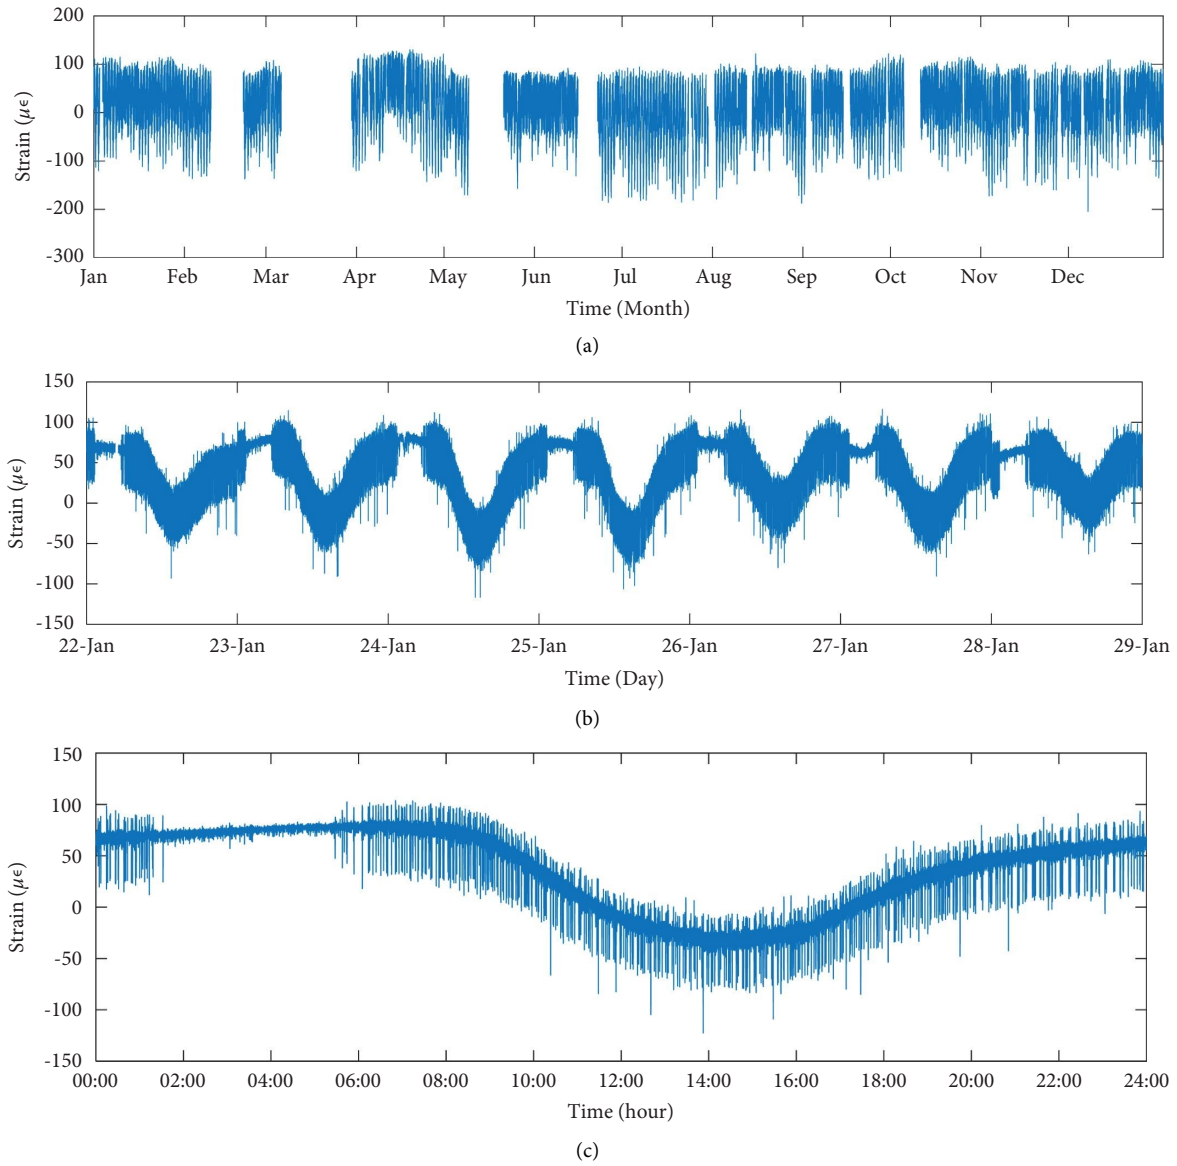 200
100
0
-100
-200
-300
Strain (με)
Jan Feb Mar Apr May Jun Jul Aug Sep Oct Nov Dec
Time (Month)
(a)
150
100
50
0
-50
-100
-150
Strain (με)
22-Jan 23-Jan 24-Jan 25-Jan 26-Jan 27-Jan 28-Jan 29-Jan
Time (Day)
(b)
150
100
50
0
-50
-100
-150
Strain (με)
00:00 02:00 04:00 06:00 08:00 10:00 12:00 14:00 16:00 18:00 20:00 22:00 24:00
Time (hour)
(c)